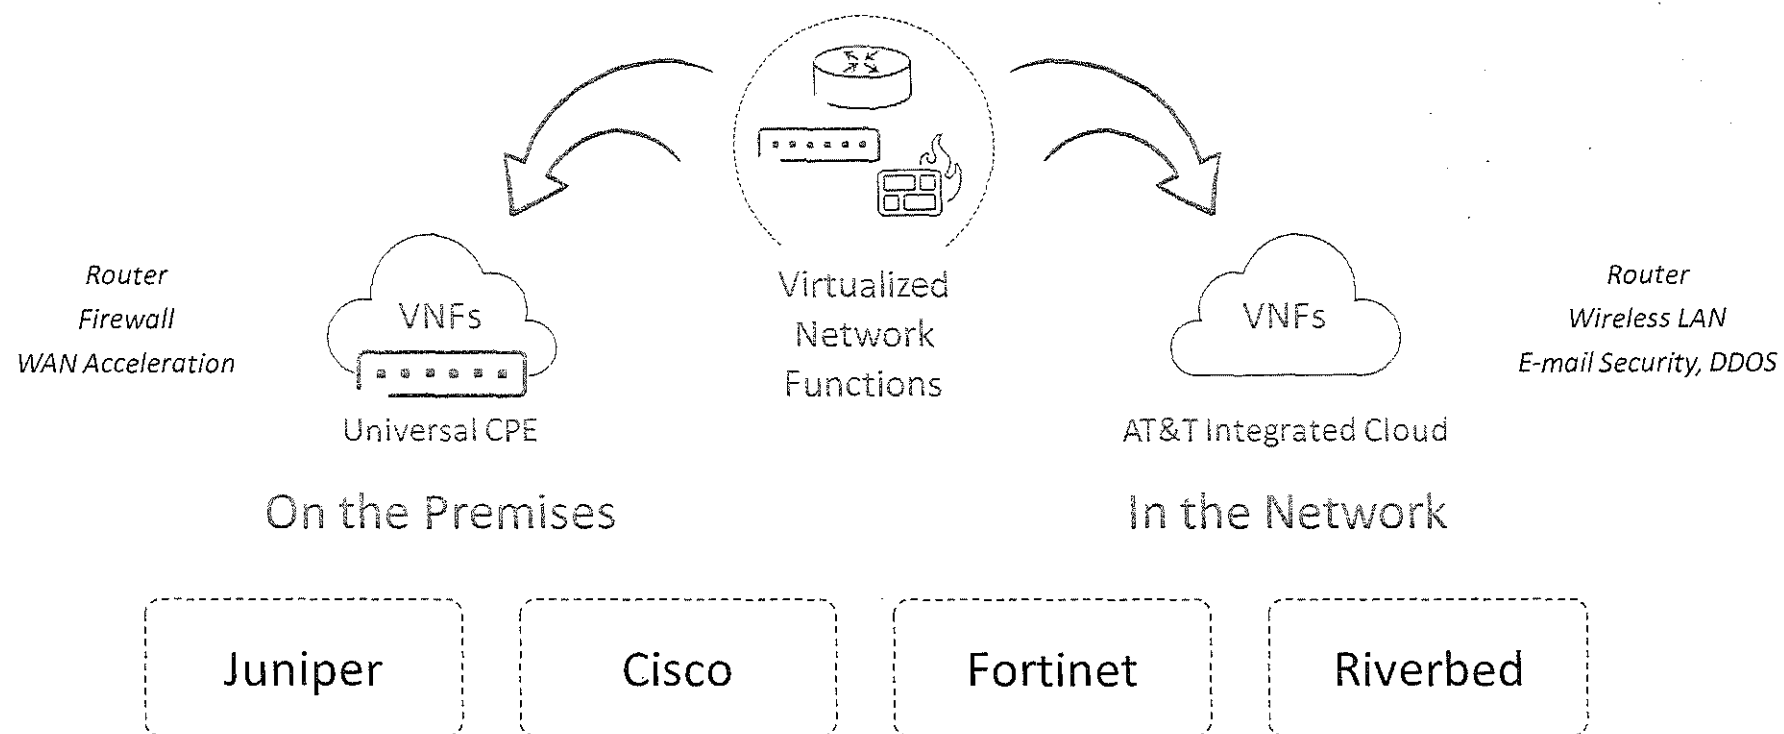 Router
Firewall
WAN Acceleration
VNFs
Universal CPE
On the Premises
Virtualized
Network
Functions
VNFs
AT&T Integrated Cloud
In the Network
Router
Wireless LAN
E-mail Security, DDOS
Juniper
Cisco
Fortinet
Riverbed